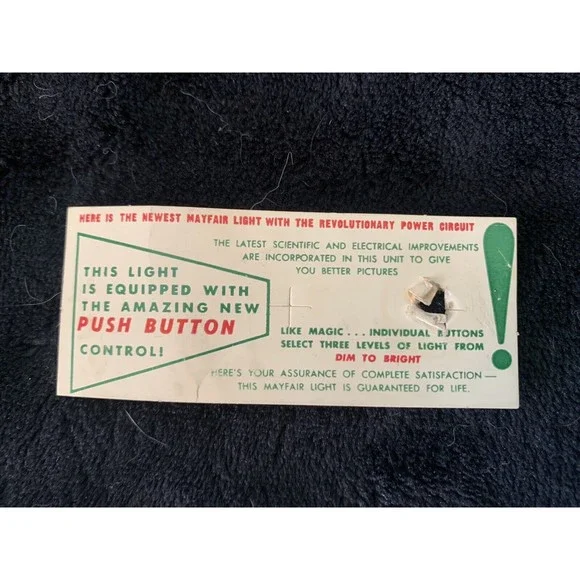 HERE IS THE NEWEST MAYFAIR LIGHT WITH THE REVOLUTIONARY POWER CIRCUIT
THE LATEST SCIENTIFIC AND ELECTRICAL IMPROVEMENTS
ARE INCORPORATED IN THIS UNIT TO GIVE
YOU BETTER PICTURES
THIS LIGHT
IS EQUIPPED WITH
THE AMAZING NEW
PUSH BUTTON
CONTROL!
LIKE MAGIC... INDIVIDUAL BUTTONS
SELECT THREE LEVELS OF LIGHT FROM
DIM TO BRIGHT
HERE'S YOUR ASSURANCE OF COMPLETE SATISFACTION—
THIS MAYFAIR LIGHT IS GUARANTEED FOR LIFE.
!